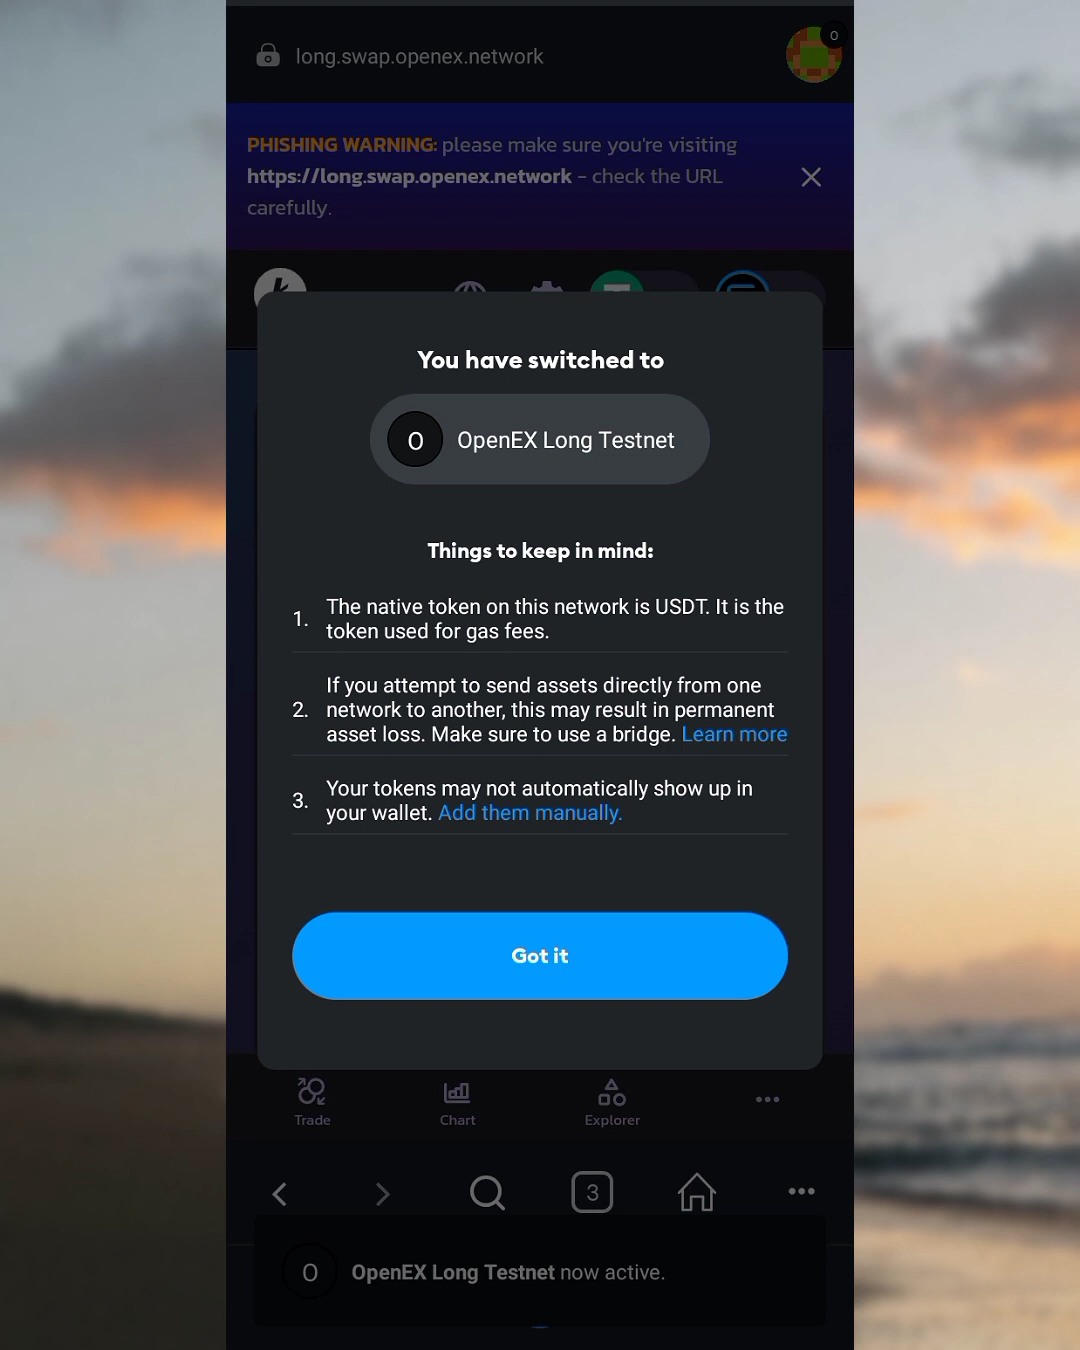 long.swap.openex.network
0
PHISHING WARNING: please make sure you're visiting
https://long.swap.openex.network - check the URL
carefully.
You have switched to
O OpenEX Long Testnet
Things to keep in mind:
1. The native token on this network is USDT. It is the
token used for gas fees.
2. If you attempt to send assets directly from one
network to another, this may result in permanent
asset loss. Make sure to use a bridge. Learn more
3. Your tokens may not automatically show up in
your wallet. Add them manually.
Got it
Trade Chart Explorer
3
O OpenEX Long Testnet now active.